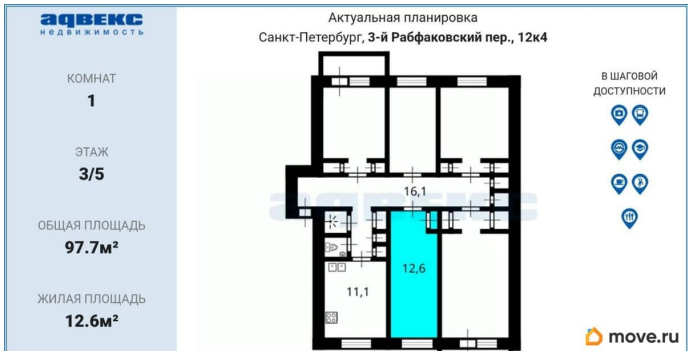 адвекс
недвижимость
КОМНАТ
1
ЭТАЖ
3/5
ОБЩАЯ ПЛОЩАДЬ
97.7м²
ЖИЛАЯ ПЛОЩАДЬ
12.6м²
Актуальная планировка
Санкт-Петербург, 3-й Рабфаковский пер., 12к4
16,1
адвекс
12,6
11,1
В ШАГОВОЙ
ДОСТУПНОСТИ
move.ru